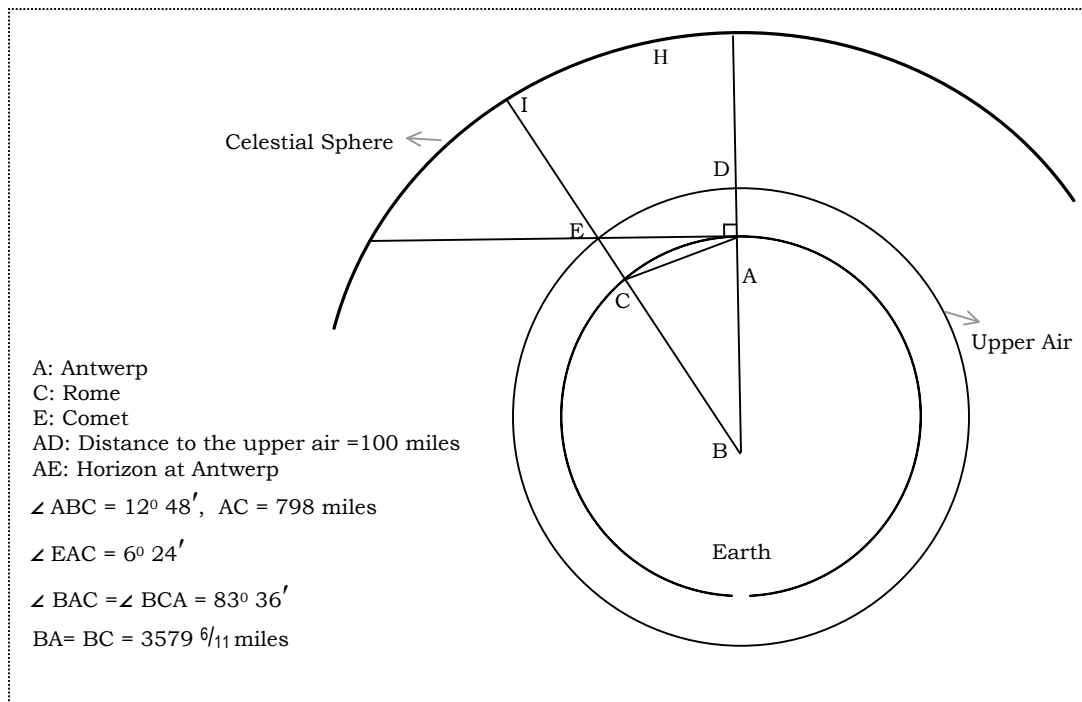 H
I
Celestial Sphere
D
E
A
C
Upper Air
A: Antwerp
C: Rome
E: Comet
AD: Distance to the upper air =100 miles
AE: Horizon at Antwerp
B
∠ ABC = 12⁰ 48′, AC = 798 miles
∠ EAC = 6⁰ 24′
Earth
∠ BAC =∠ BCA = 83⁰ 36′
BA= BC = 3579 6/11 miles